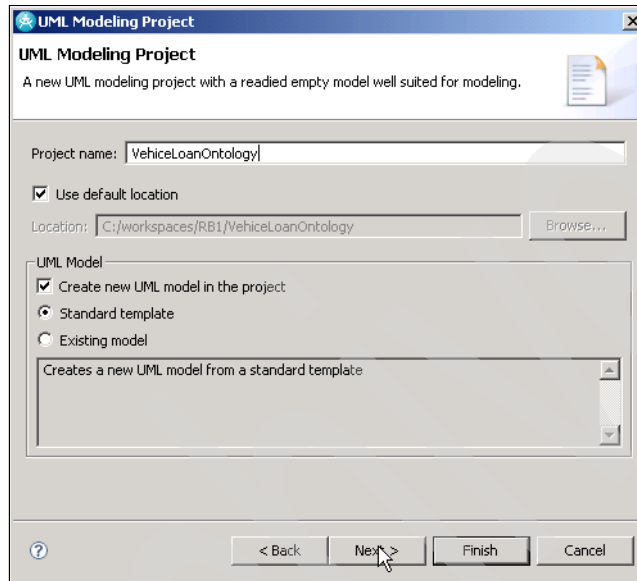 UML Modeling Project
UML Modeling Project
A new UML modeling project with a readied empty model well suited for modeling.
Project name: VehiceLoanOntology
Use default location
Location: C:/workspaces/RB1/VehiceLoanOntology Browse...
UML Model
Create new UML model in the project
Standard template
Existing model
Creates a new UML model from a standard template
< Back Next > Finish Cancel